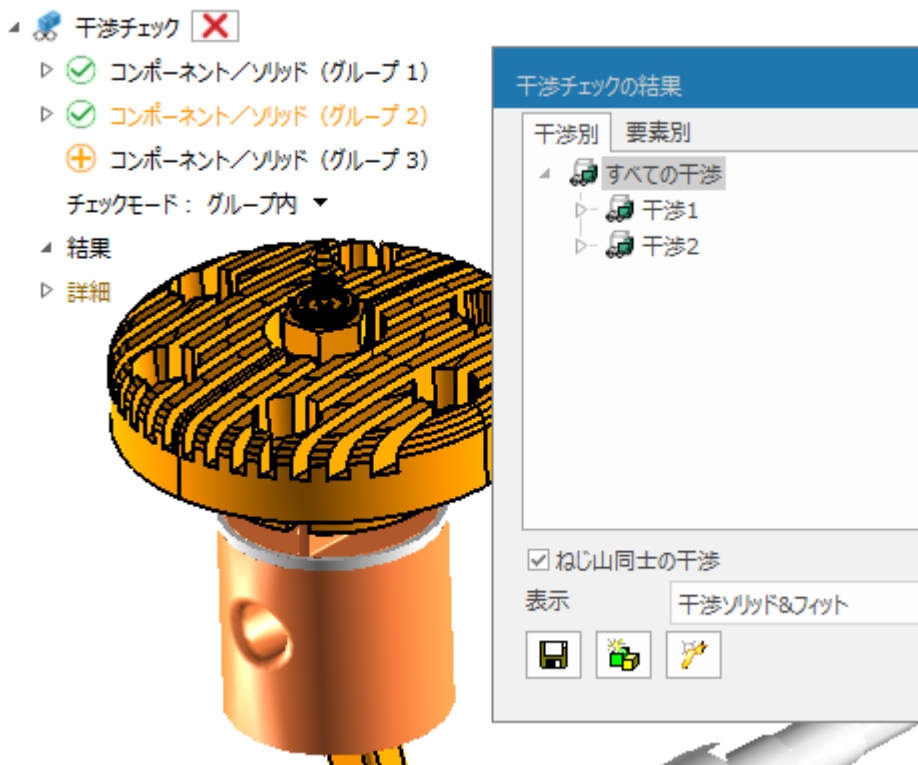 干渉チェック
コンポーネント／ソリッド（グループ 1）
コンポーネント／ソリッド（グループ 2）
コンポーネント／ソリッド（グループ 3）
チェックモード： グループ内
結果
詳細
干渉チェックの結果
干渉別 要素別
すべての干渉
干渉1
干渉2
ねじ山同士の干渉
表示 干渉ソリッド&フィット